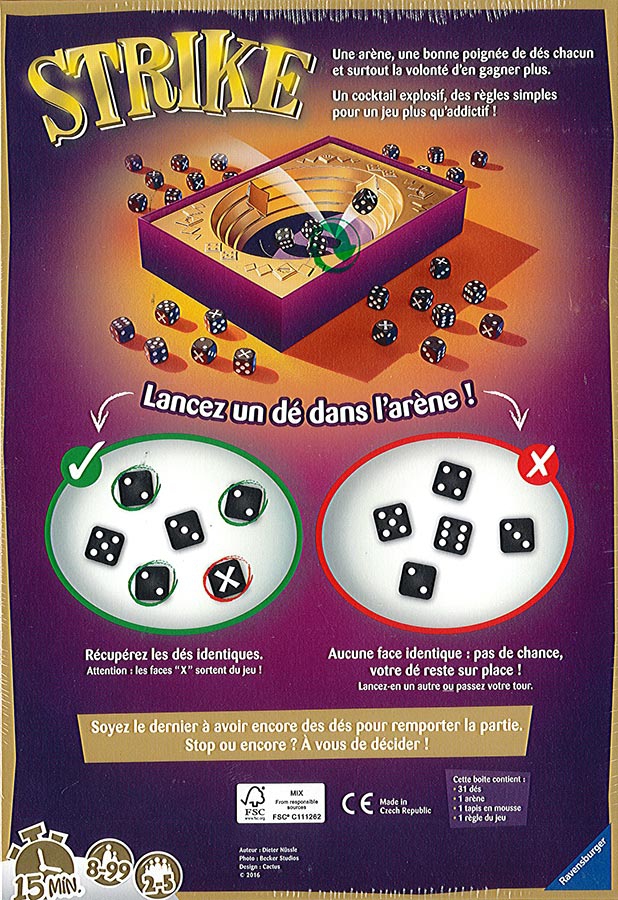 STRIKE
Une arène, une bonne poignée de dés chacun
et surtout la volonté d'en gagner plus.
Un cocktail explosif, des règles simples
pour un jeu plus qu'addictif !
Lancez un dé dans l'arène !
X
Récupérez les dés identiques.
Attention : les faces "X" sortent du jeu !
Aucune face identique : pas de chance,
votre dé reste sur place !
Lancez-en un autre ou passez votre tour.
Soyez le dernier à avoir encore des dés pour remporter la partie.
Stop ou encore ? À vous de décider !
FSC
www.fsc.org
MIX
From responsible
sources
FSC® C111262
CE
Made in
Czech Republic
Cette boîte contient :
• 31 dés
• 1 arène
• 1 tapis en mousse
• 1 règle du jeu
Auteur : Dieter Nüssle
Photo : Becker Studios
Design : Cactus
© 2016
15 MIN.
8-99
2-5
Ravensburger